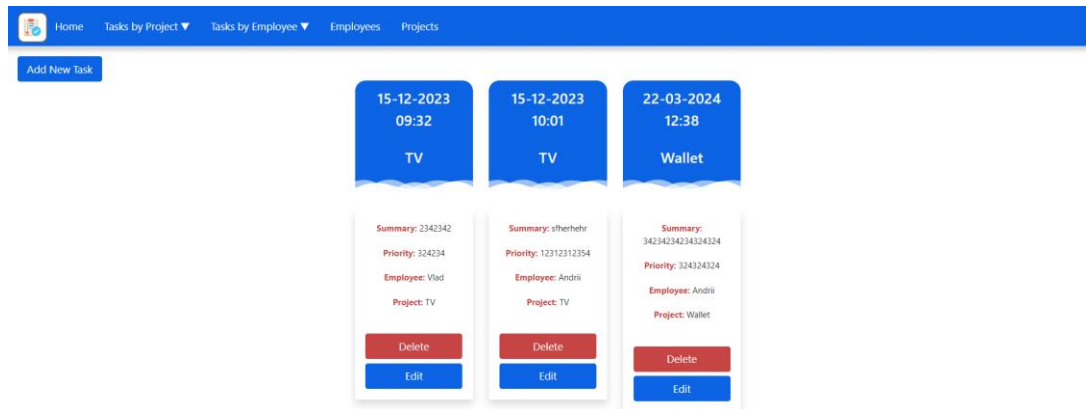 Home Tasks by Project ▼ Tasks by Employee ▼ Employees Projects
Add New Task
15-12-2023
09:32
TV
Summary: 2342342
Priority: 324234
Employee: Vlad
Project: TV
Delete
Edit
15-12-2023
10:01
TV
Summary: sfherhehr
Priority: 12312312354
Employee: Andrii
Project: TV
Delete
Edit
22-03-2024
12:38
Wallet
Summary:
34234234234324324
Priority: 324324324
Employee: Andrii
Project: Wallet
Delete
Edit